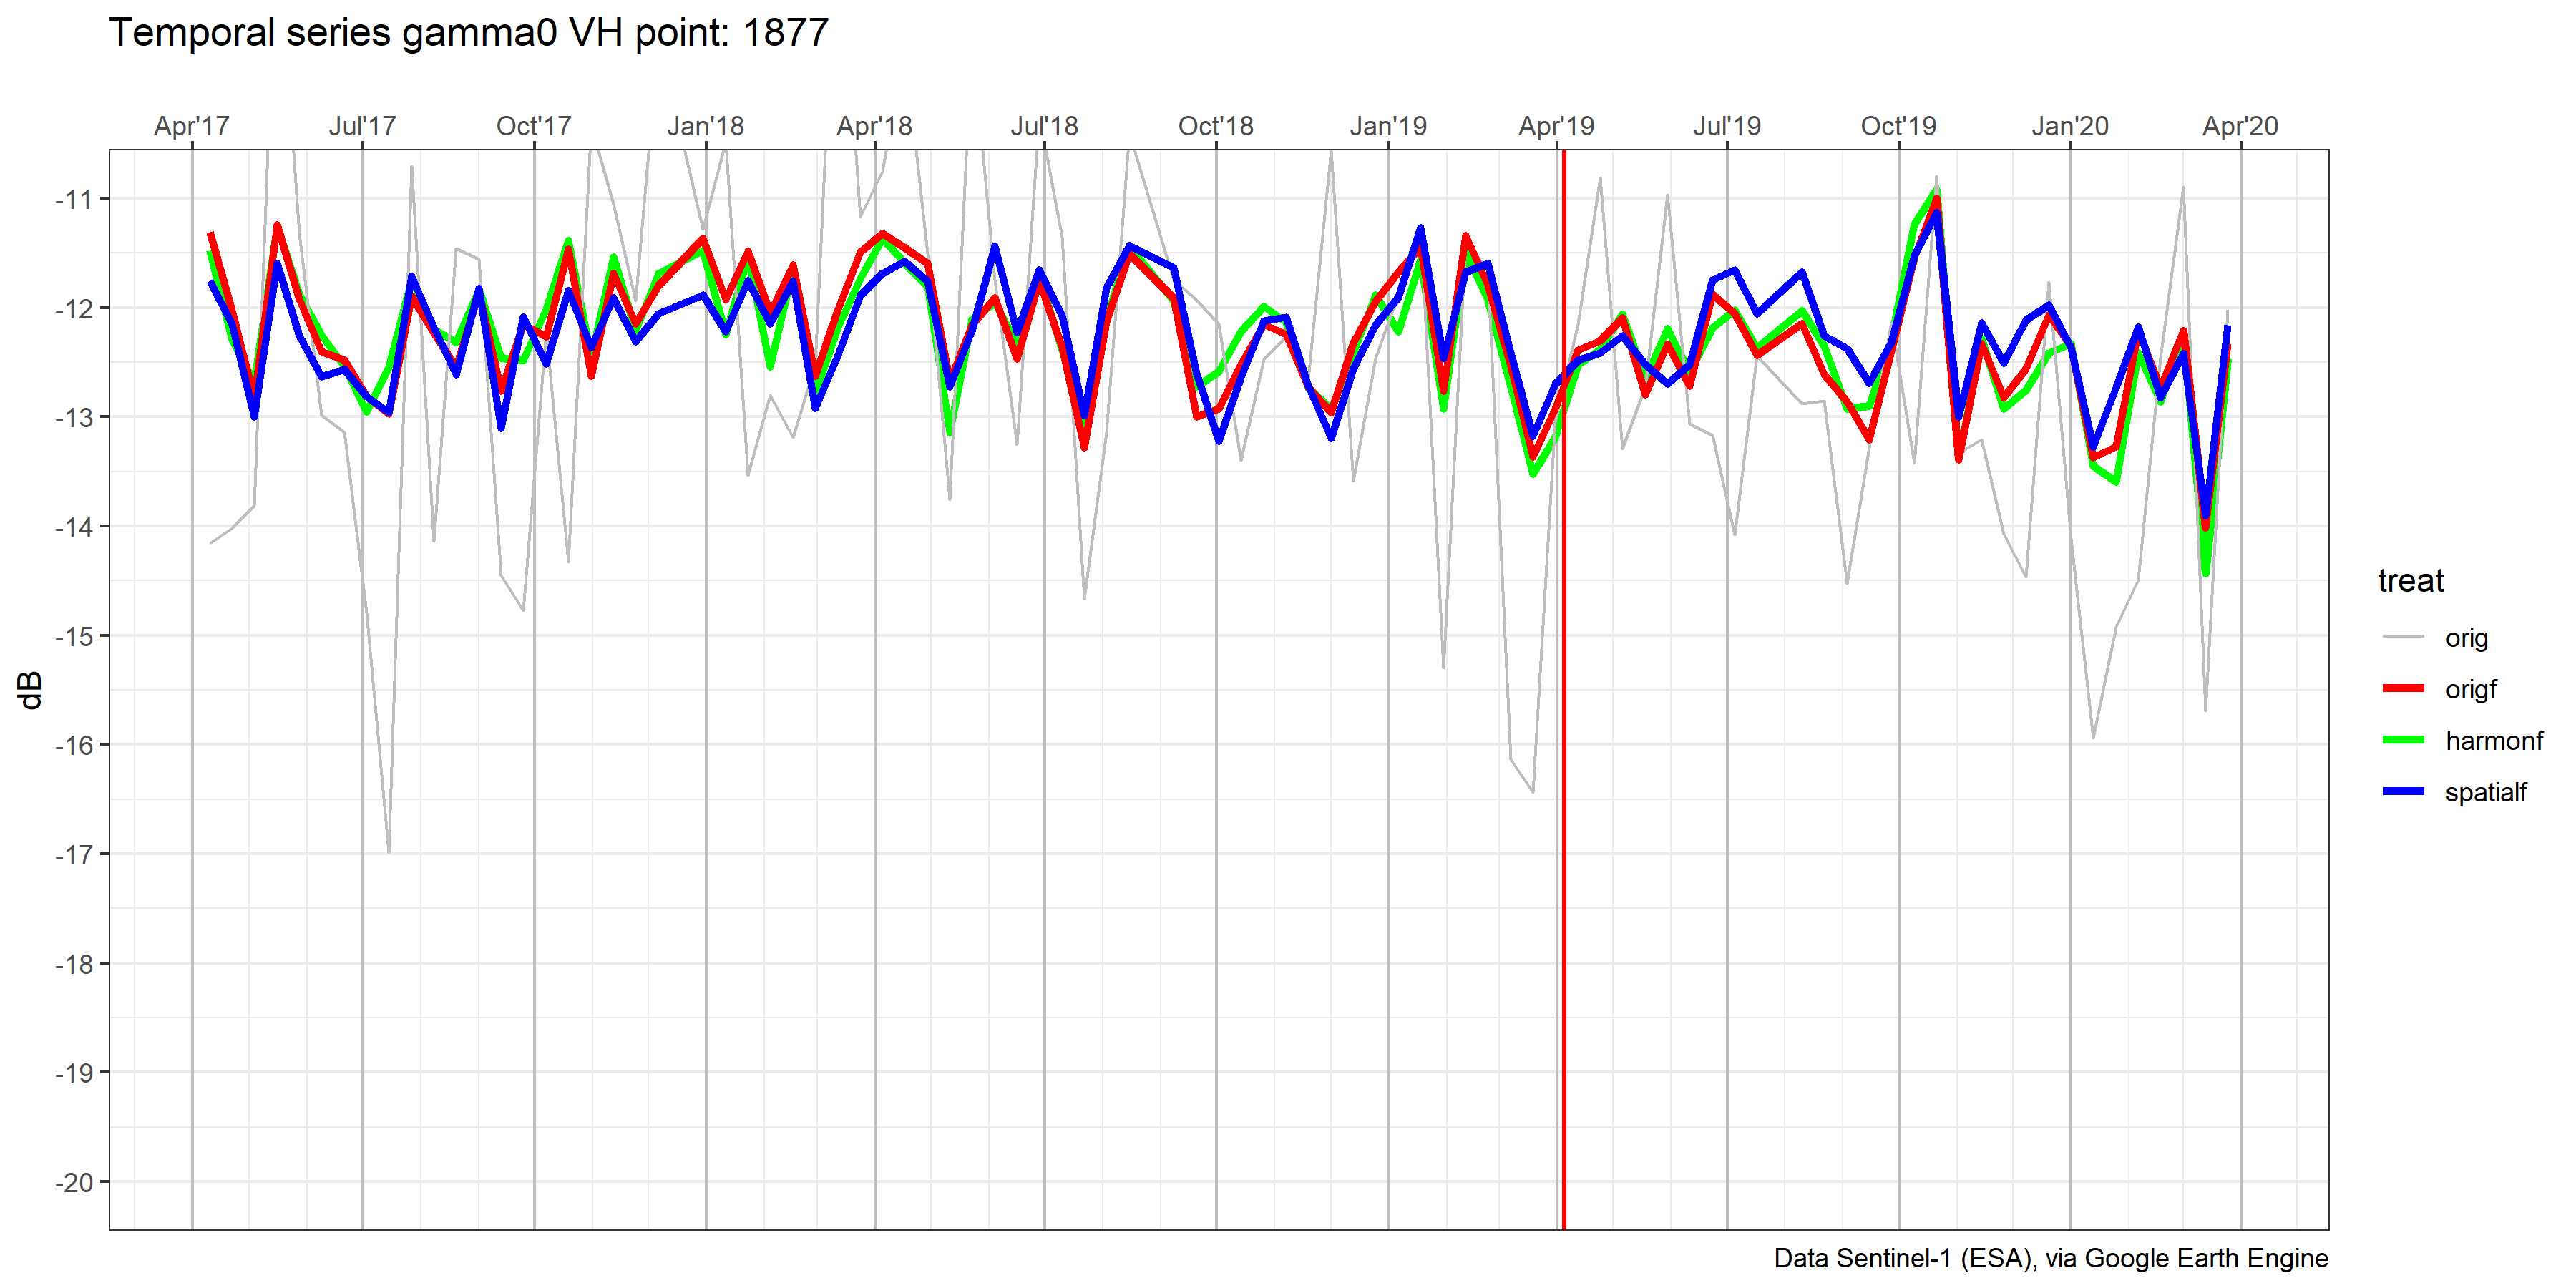 Temporal series gamma0 VH point: 1877
Apr'17 Jul'17 Oct'17 Jan'18 Apr'18 Jul'18 Oct'18 Jan'19 Apr'19 Jul'19 Oct'19 Jan'20 Apr'20
-11
-12
-13
-14
-15
-16
-17
-18
-19
-20
dB
treat
orig
origf
harmonf
spatialf
Data Sentinel-1 (ESA), via Google Earth Engine